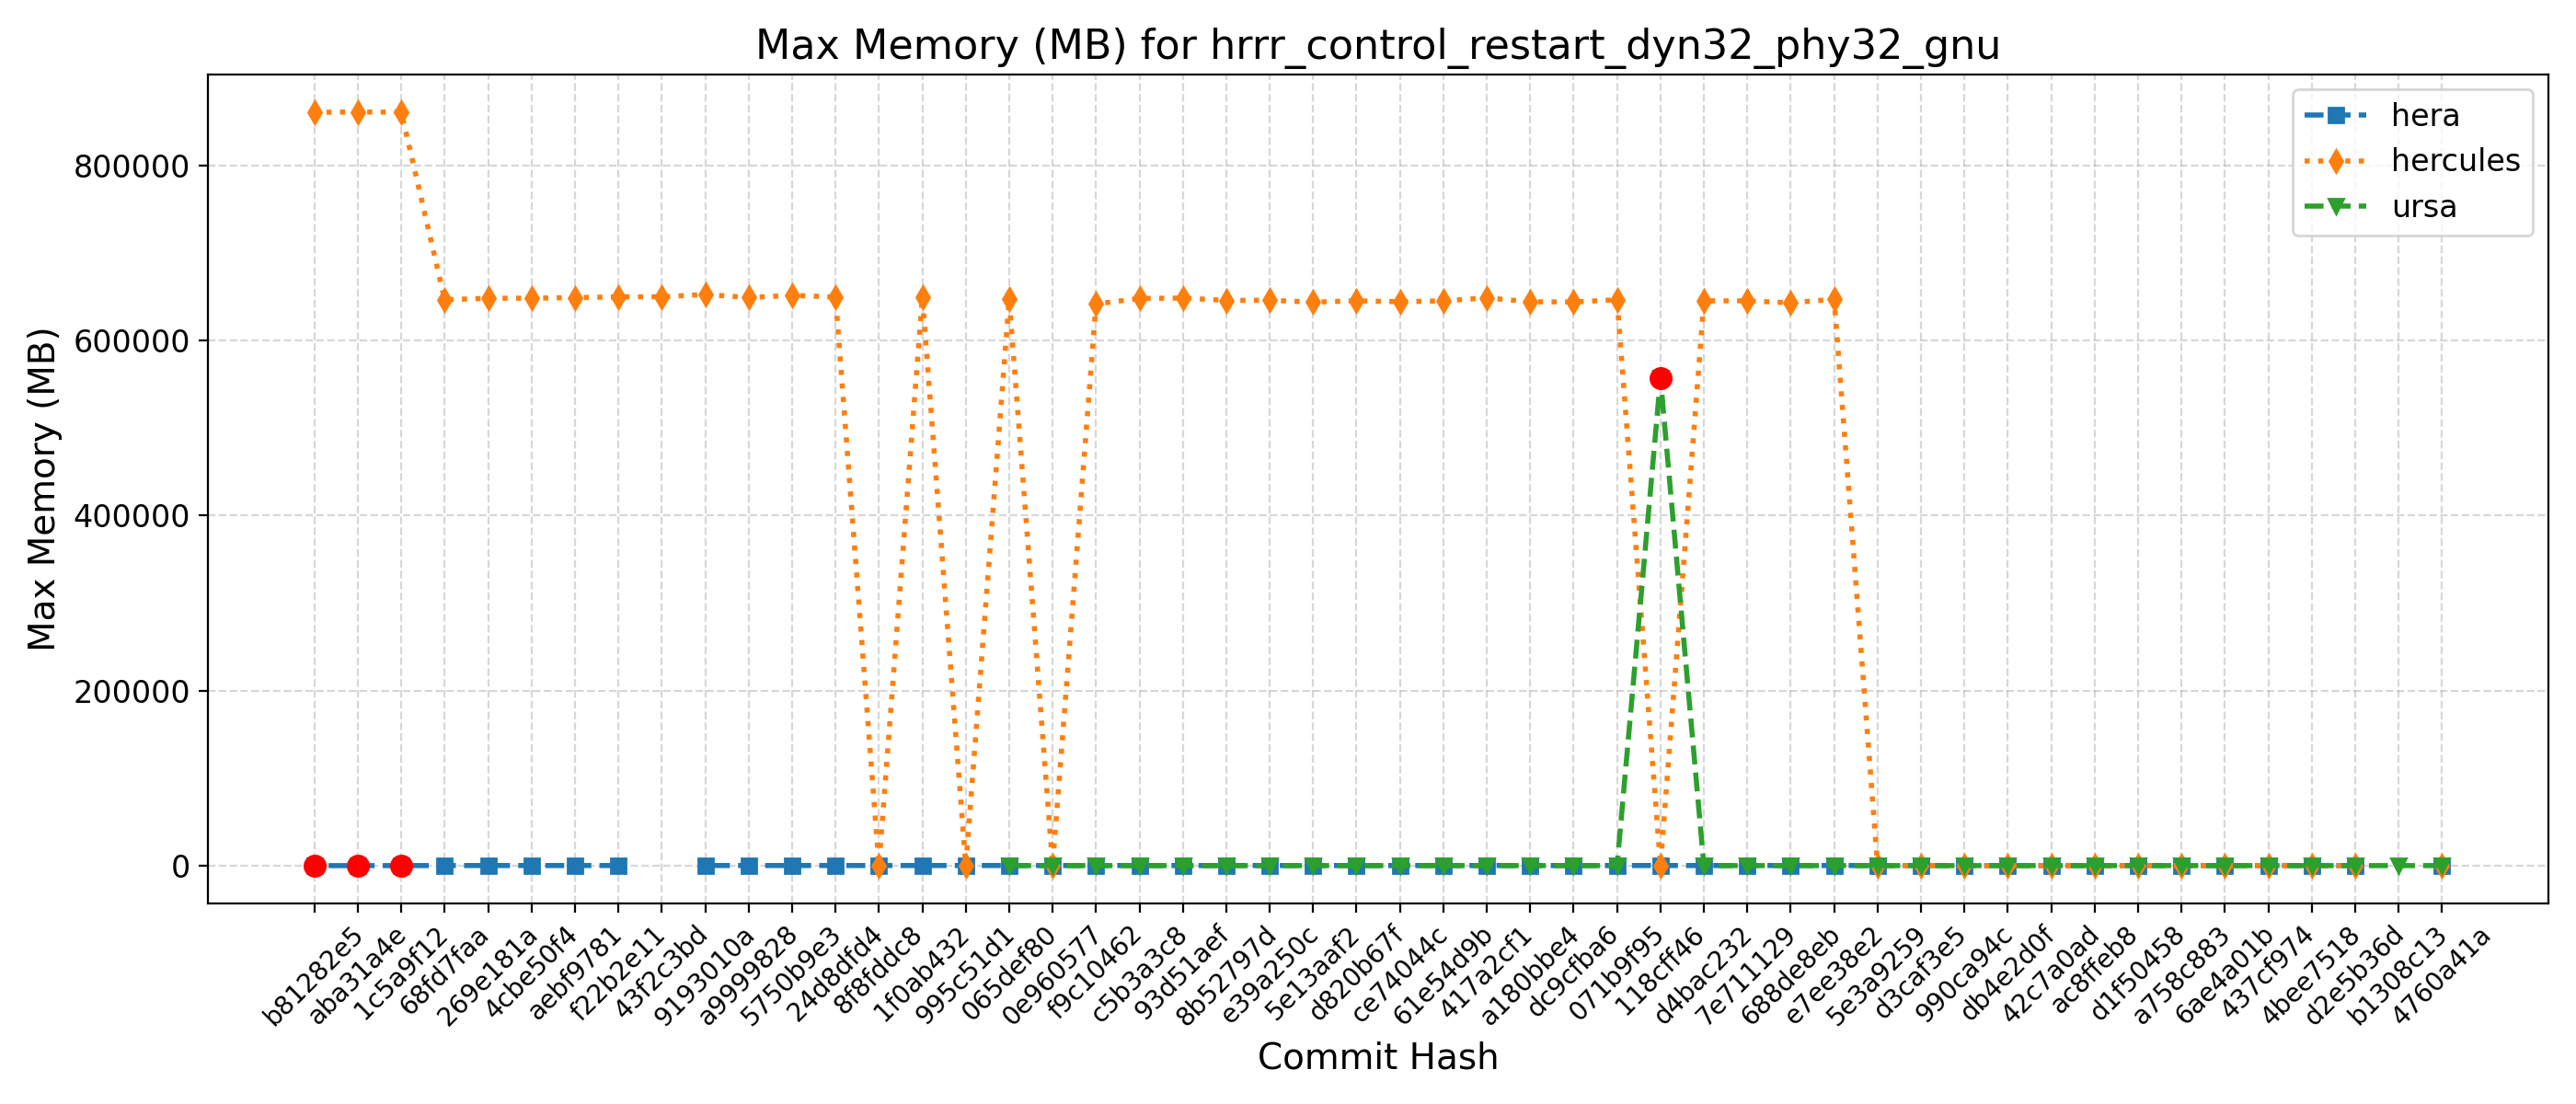 Max Memory (MB) for hrrr_control_restart_dyn32_phy32_gnu
hera
hercules
ursa
Max Memory (MB)
800000
600000
400000
200000
0
b81282e5
aba31a4e
1c5a9f12
68fd7faa
269e181a
4cbe50f4
aebf9781
f22b2e11
43f2c3bd
9193010a
a9999828
5750b9e3
24d8dfd4
8f8fddc8
1f0ab432
995c51d1
065def80
0e960577
f9c10462
c5b3a3c8
93d51aef
8b52797d
e39a250c
5e13aaf2
d820b67f
ce74044c
61e54d9b
417a2cf1
a180bbe4
dc9cfba6
071b9f95
118cff46
d4bac232
7e711129
688de8eb
e7ee38e2
5e3a9259
d3caf3e5
990ca94c
db4e2d0f
42c7a0ad
ac8ffeb8
d1f50458
a758c883
6ae4a01b
437cf974
4bee7518
d2e5b36d
b1308c13
4760a41a
Commit Hash